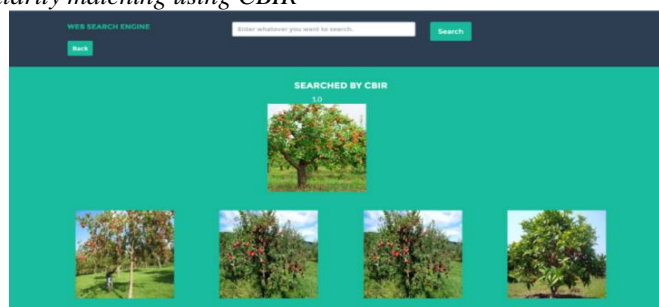 ilarity matching using CBIR
WEB SEARCH ENGINE
Enter whatever you want to search.
Search
Back
SEARCHED BY CBIR
1.0